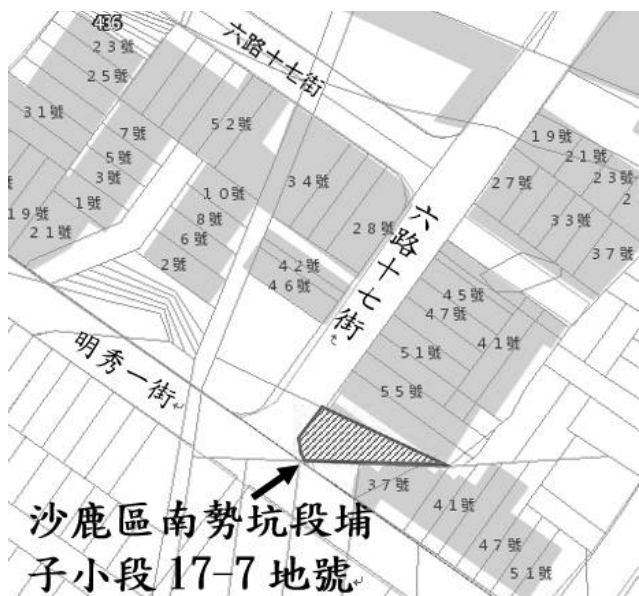 436
23號
25號
31號
7號
5號
3號
1號
19號
21號
六路十七街
52號
10號
8號
6號
2號
34號
28號
42號
46號
六路十七街
19號
21號
23號
2
27號
33號
37號
45號
47號
41號
51號
55號
明秀一街
37號
41號
47號
51號
沙鹿區南勢坑段埔
子小段 17-7 地號